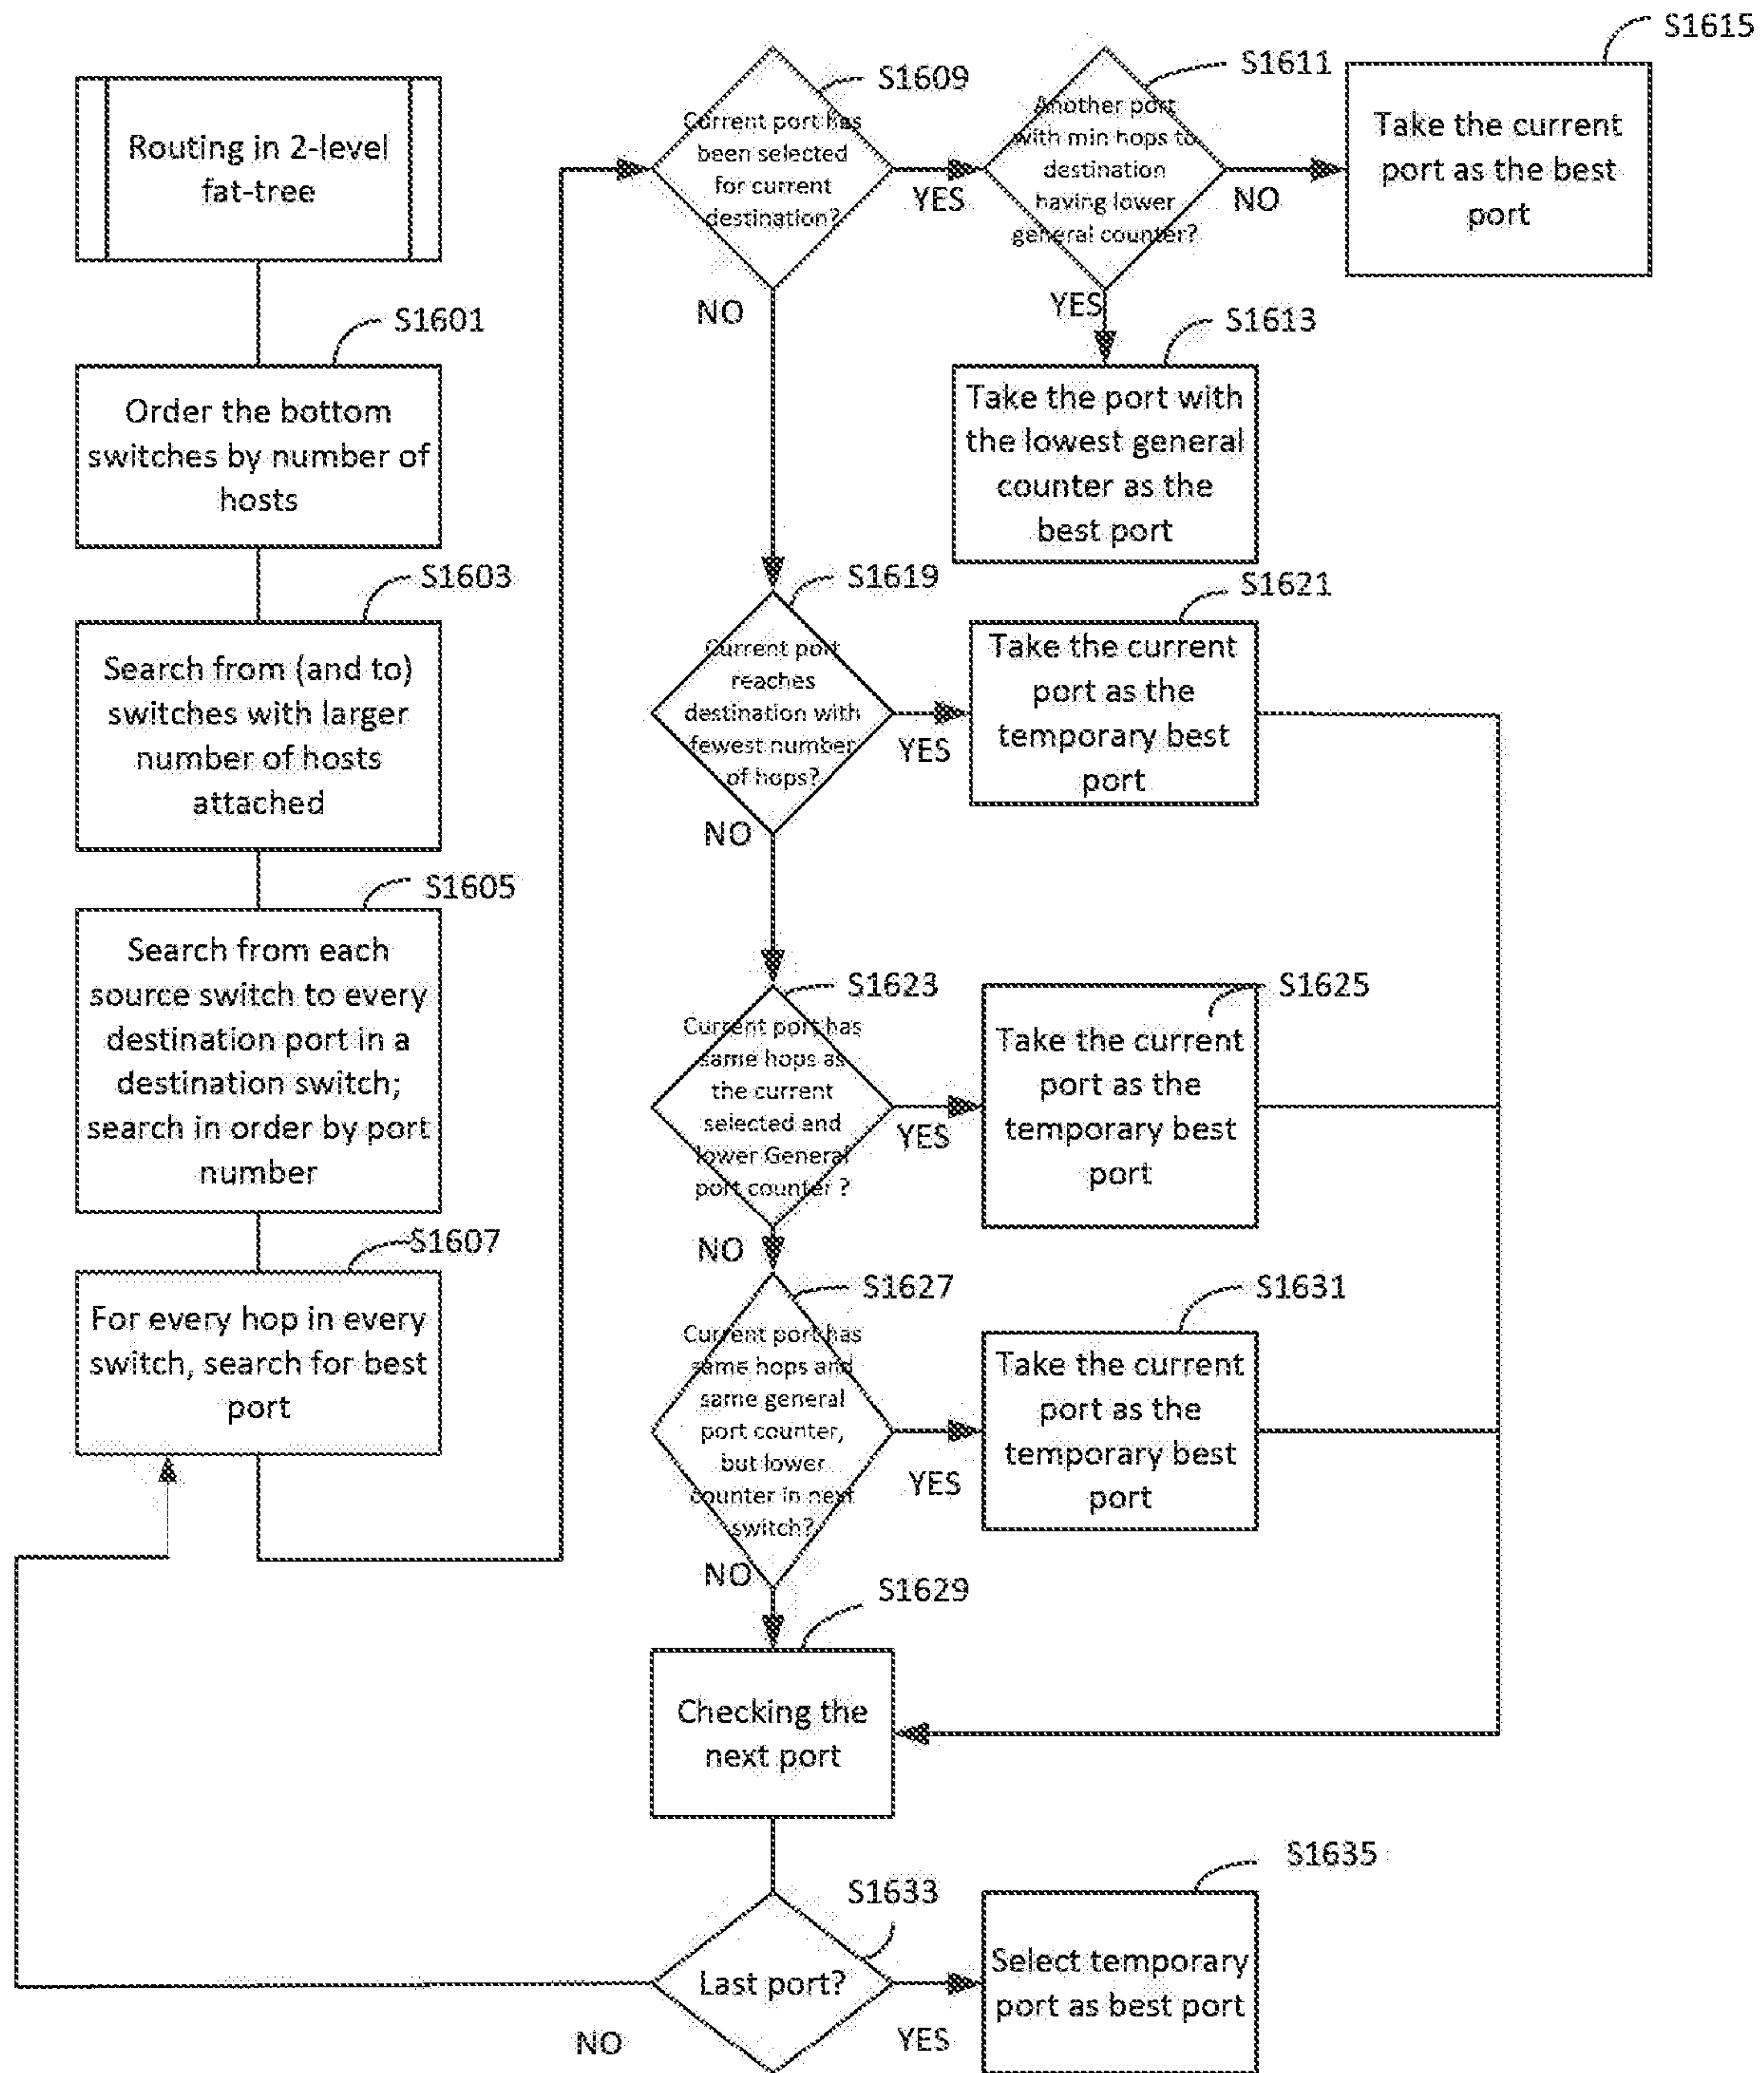 Routing in 2-level
fat-tree
S1601
Order the bottom
switches by number of
hosts
S1603
Search from (and to)
switches with larger
number of hosts
attached
S1605
Search from each
source switch to every
destination port in a
destination switch;
search in order by port
number
S1607
For every hop in every
switch, search for best
port
S1609
Current port has
been selected
for current
destination?
YES
NO
S1611
Another port
with min hops to
destination
having lower
general counter?
NO
YES
S1615
Take the current
port as the best
port
S1613
Take the port with
the lowest general
counter as the
best port
S1619
Current port
reaches
destination with
fewest number
of hops?
YES
NO
S1621
Take the current
port as the
temporary best
port
S1623
Current port has
same hops as
the current
selected and
lower General
port counter ?
YES
NO
S1625
Take the current
port as the
temporary best
port
S1627
Current port has
same hops and
same general
port counter,
but lower
counter in next
switch?
YES
NO
S1631
Take the current
port as the
temporary best
port
S1629
Checking the
next port
S1633
Last port?
NO
YES
S1635
Select temporary
port as best port